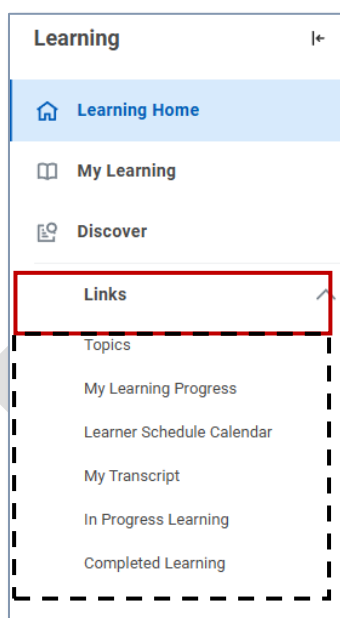 Learning
Learning Home
My Learning
Discover
Links
Topics
My Learning Progress
Learner Schedule Calendar
My Transcript
In Progress Learning
Completed Learning